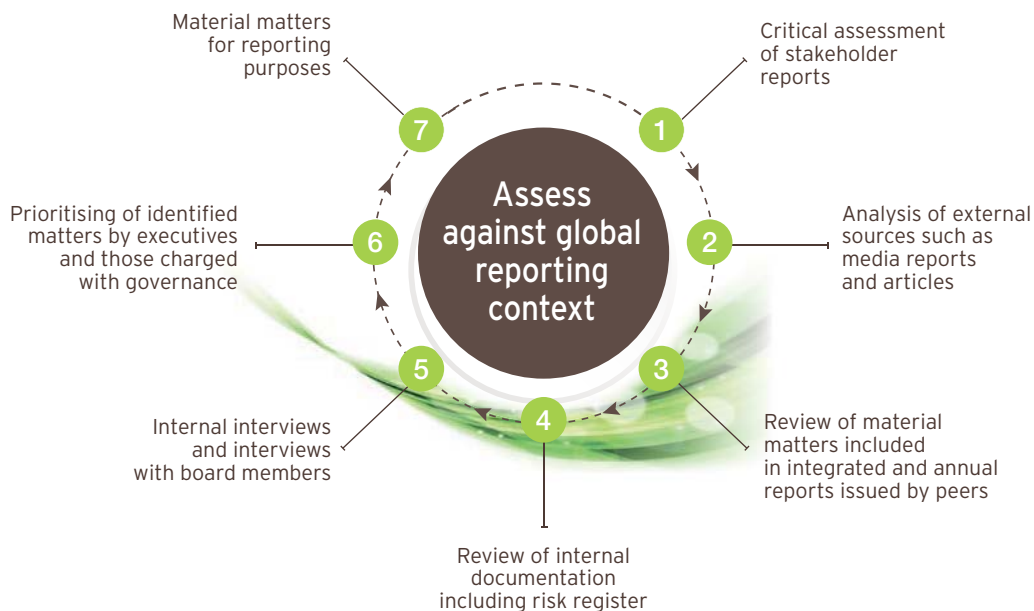 Assess
against global
reporting
context
1
Critical assessment
of stakeholder
reports
2
Analysis of external
sources such as
media reports
and articles
3
Review of material
matters included
in integrated and annual
reports issued by peers
4
Review of internal
documentation
including risk register
5
Internal interviews
and interviews
with board members
6
Prioritising of identified
matters by executives
and those charged
with governance
7
Material matters
for reporting
purposes